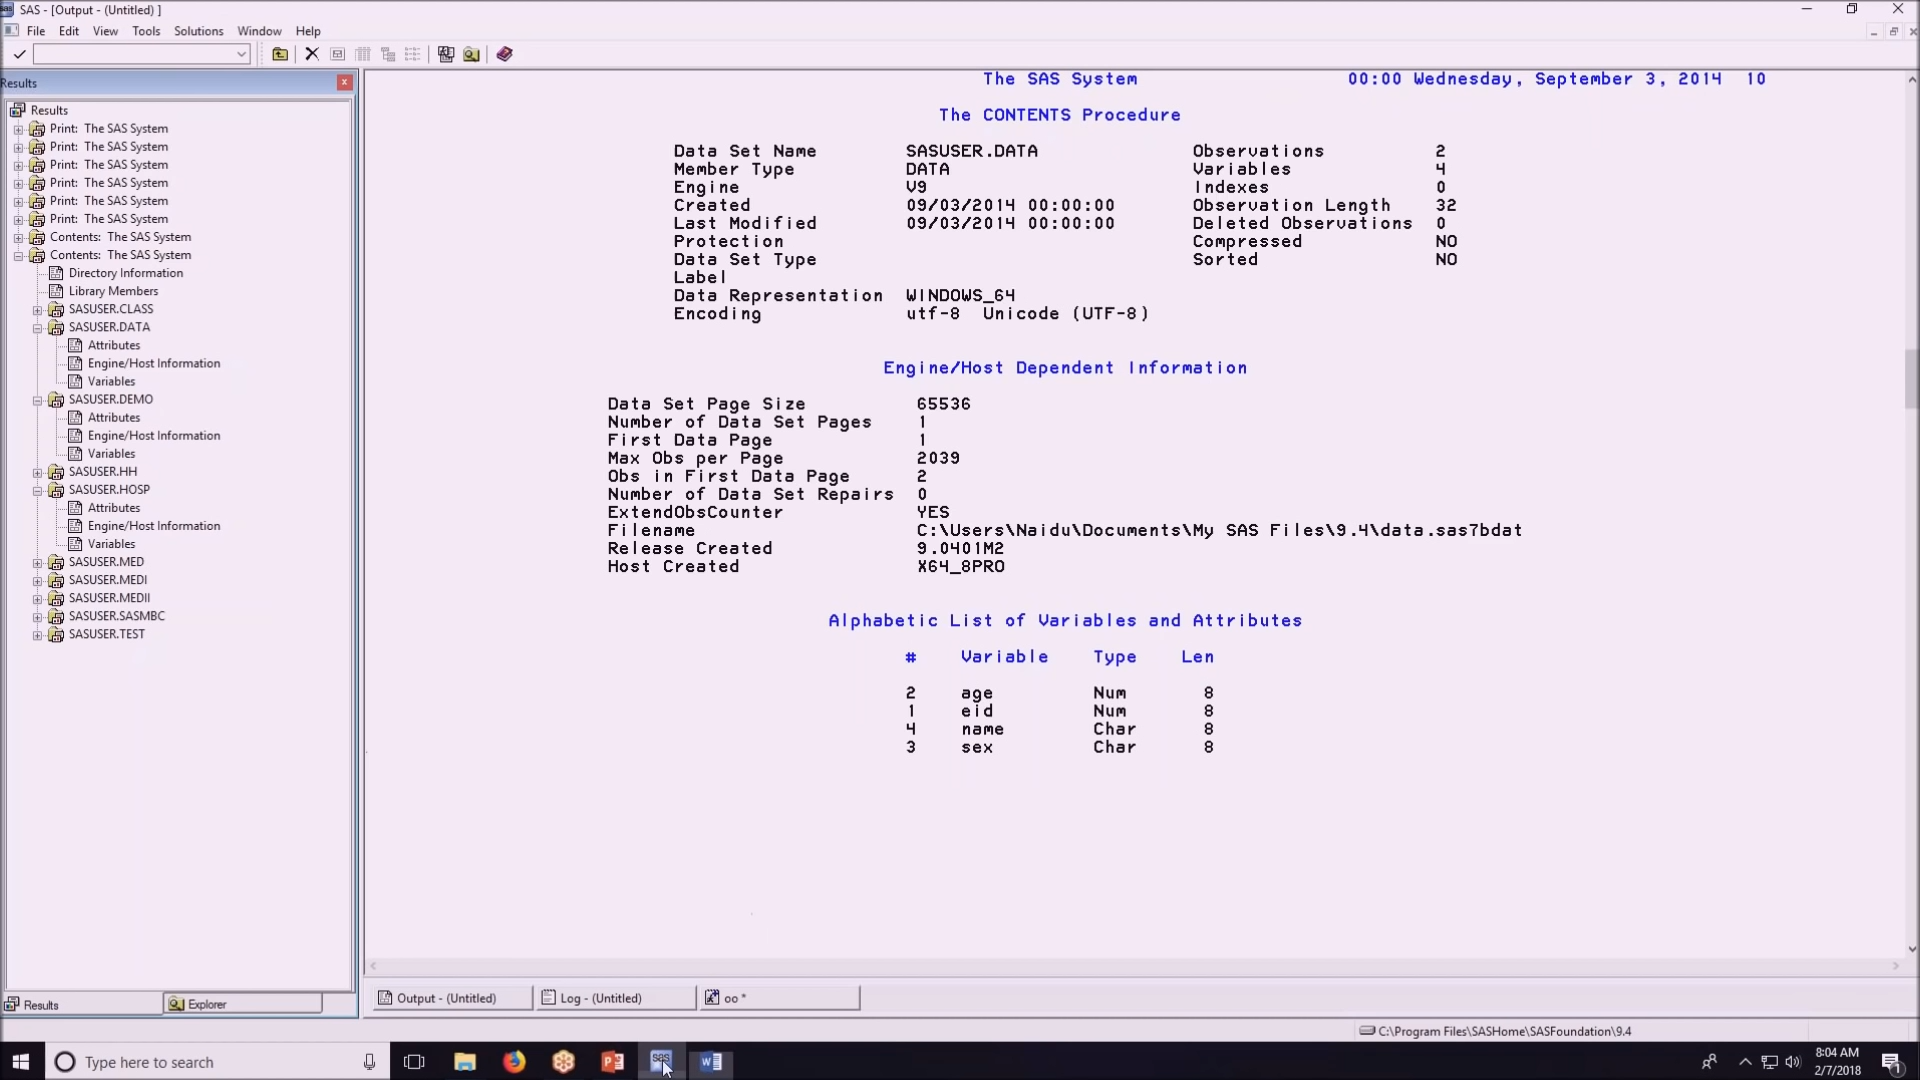 SAS - [Output - (Untitled) ]
File Edit View Tools Solutions Window Help
Results
Results
Print: The SAS System
Print: The SAS System
Print: The SAS System
Print: The SAS System
Print: The SAS System
Print: The SAS System
Contents: The SAS System
Contents: The SAS System
Directory Information
Library Members
SASUSER.CLASS
SASUSER.DATA
Attributes
Engine/Host Information
Variables
SASUSER.DEMO
Attributes
Engine/Host Information
Variables
SASUSER.HH
SASUSER.HOSP
Attributes
Engine/Host Information
Variables
SASUSER.MED
SASUSER.MEDI
SASUSER.MEDII
SASUSER.SASMBC
SASUSER.TEST
Results Explorer
The SAS System 00:00 Wednesday, September 3, 2014 10
The CONTENTS Procedure
Data Set Name SASUSER.DATA Observations 2
Member Type DATA Variables 4
Engine V9 Indexes 0
Created 09/03/2014 00:00:00 Observation Length 32
Last Modified 09/03/2014 00:00:00 Deleted Observations 0
Protection Compressed NO
Data Set Type Sorted NO
Label
Data Representation WINDOWS_64
Encoding utf-8 Unicode (UTF-8)
Engine/Host Dependent Information
Data Set Page Size 65536
Number of Data Set Pages 1
First Data Page 1
Max Obs per Page 2039
Obs in First Data Page 2
Number of Data Set Repairs 0
ExtendObsCounter YES
Filename C:\Users\Naidu\Documents\My SAS Files\9.4\data.sas7bdat
Release Created 9.0401M2
Host Created X64_8PRO
Alphabetic List of Variables and Attributes
# Variable Type Len
2 age Num 8
1 eid Num 8
4 name Char 8
3 sex Char 8
Output - (Untitled) Log - (Untitled) oo *
C:\Program Files\SASHome\SASFoundation\9.4
Type here to search
8:04 AM
2/7/2018
1